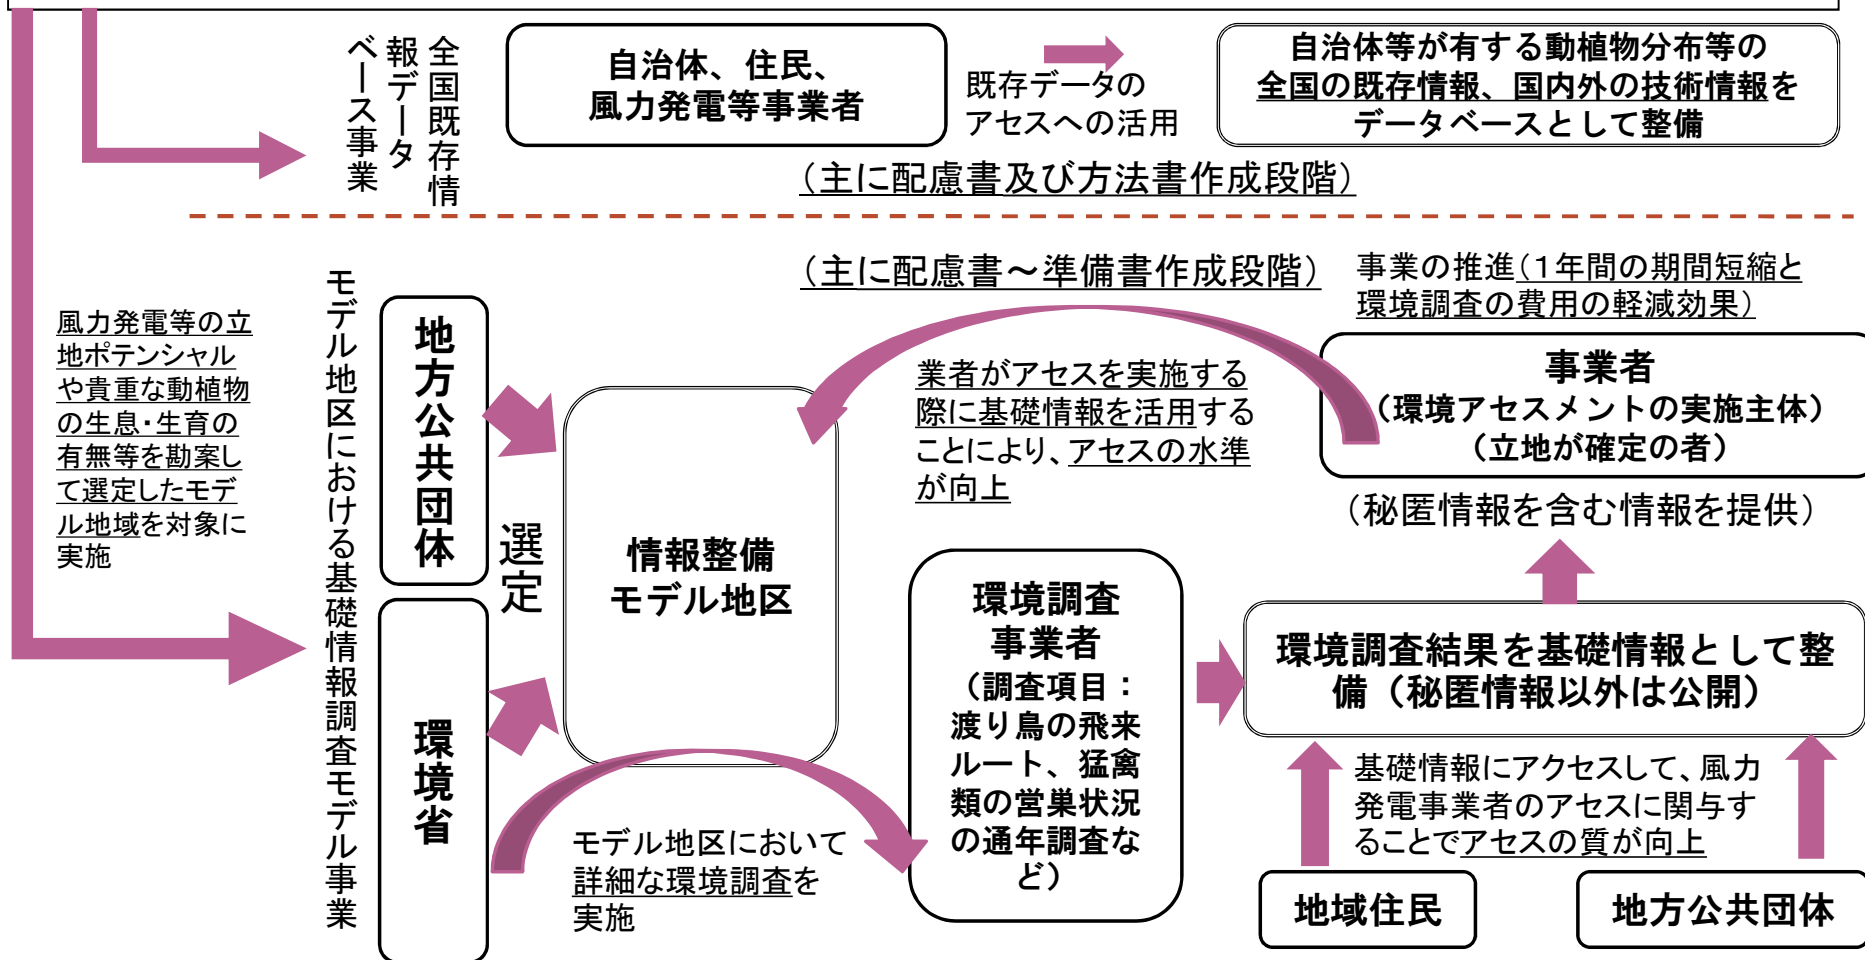 全国既存情
報データ
ベース事業
自治体、住民、
風力発電等事業者
既存データの
アセスへの活用
自治体等が有する動植物分布等の
全国の既存情報、国内外の技術情報を
データベースとして整備
（主に配慮書及び方法書作成段階）
風力発電等の立
地ポテンシャル
や貴重な動植物
の生息・生育の
有無等を勘案し
て選定したモデ
ル地域を対象に
実施
モデル地区における基礎情報調査モデル事業
地方公共団体
環境省
選定
情報整備
モデル地区
（主に配慮書～準備書作成段階）
事業の推進（１年間の期間短縮と
環境調査の費用の軽減効果）
業者がアセスを実施する
際に基礎情報を活用する
ことにより、アセスの水準
が向上
事業者
（環境アセスメントの実施主体）
（立地が確定の者）
（秘匿情報を含む情報を提供）
モデル地区において
詳細な環境調査を
実施
環境調査
事業者
（調査項目：
渡り鳥の飛来
ルート、猛禽
類の営巣状況
の通年調査な
ど）
環境調査結果を基礎情報として整
備（秘匿情報以外は公開）
基礎情報にアクセスして、風力
発電事業者のアセスに関与す
ることでアセスの質が向上
地域住民
地方公共団体